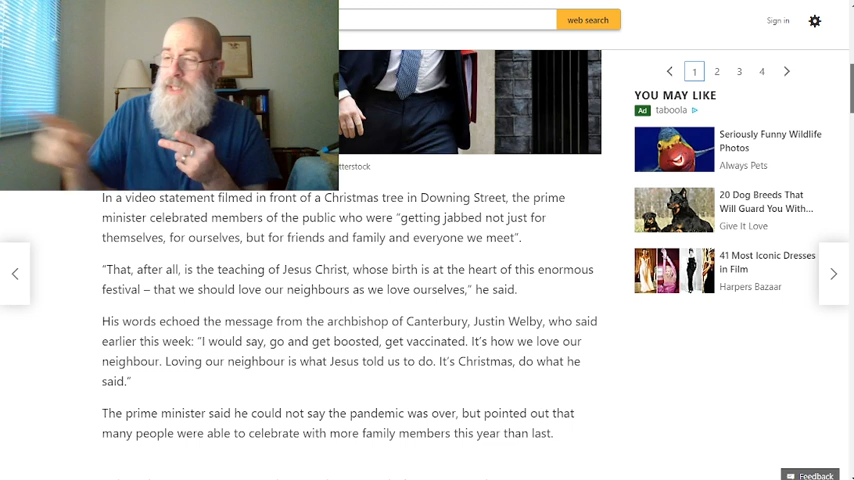 web search
Sign in
1 2 3 4
YOU MAY LIKE
Ad taboola
Seriously Funny Wildlife
Photos
Always Pets
20 Dog Breeds That
Will Guard You With...
Give It Love
41 Most Iconic Dresses
in Film
Harpers Bazaar
In a video statement filmed in front of a Christmas tree in Downing Street, the prime
minister celebrated members of the public who were “getting jabbed not just for
themselves, for ourselves, but for friends and family and everyone we meet”.
“That, after all, is the teaching of Jesus Christ, whose birth is at the heart of this enormous
festival – that we should love our neighbours as we love ourselves,” he said.
His words echoed the message from the archbishop of Canterbury, Justin Welby, who said
earlier this week: “I would say, go and get boosted, get vaccinated. It’s how we love our
neighbour. Loving our neighbour is what Jesus told us to do. It’s Christmas, do what he
said.”
The prime minister said he could not say the pandemic was over, but pointed out that
many people were able to celebrate with more family members this year than last.
Feedback